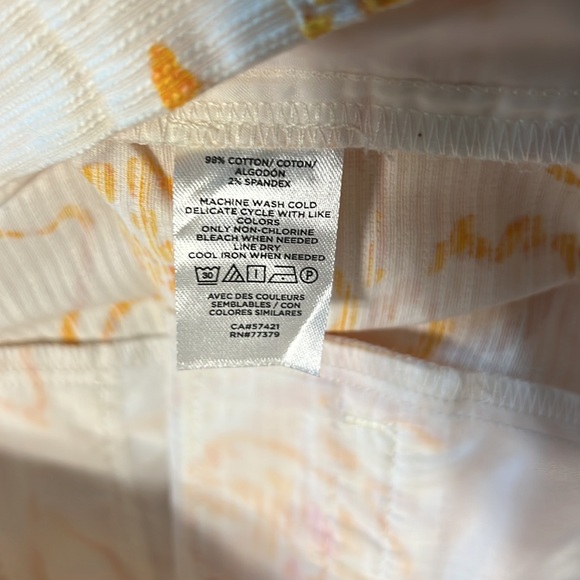 98% COTTON/ COTON/
ALGODÓN
2% SPANDEX
MACHINE WASH COLD
DELICATE CYCLE WITH LIKE
COLORS
ONLY NON-CHLORINE
BLEACH WHEN NEEDED
LINE DRY
COOL IRON WHEN NEEDED
30 P
AVEC DES COULEURS
SEMBLABLES / CON
COLORES SIMILARES
CA#57421
RN#77379